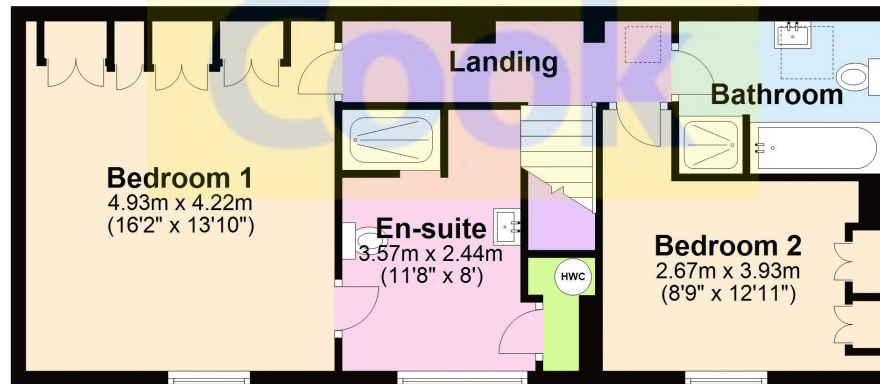 Cook
Landing
Bathroom
Bedroom 1
4.93m x 4.22m
(16'2" x 13'10")
En-suite
3.57m x 2.44m
(11'8" x 8')
HWC
Bedroom 2
2.67m x 3.93m
(8'9" x 12'11")